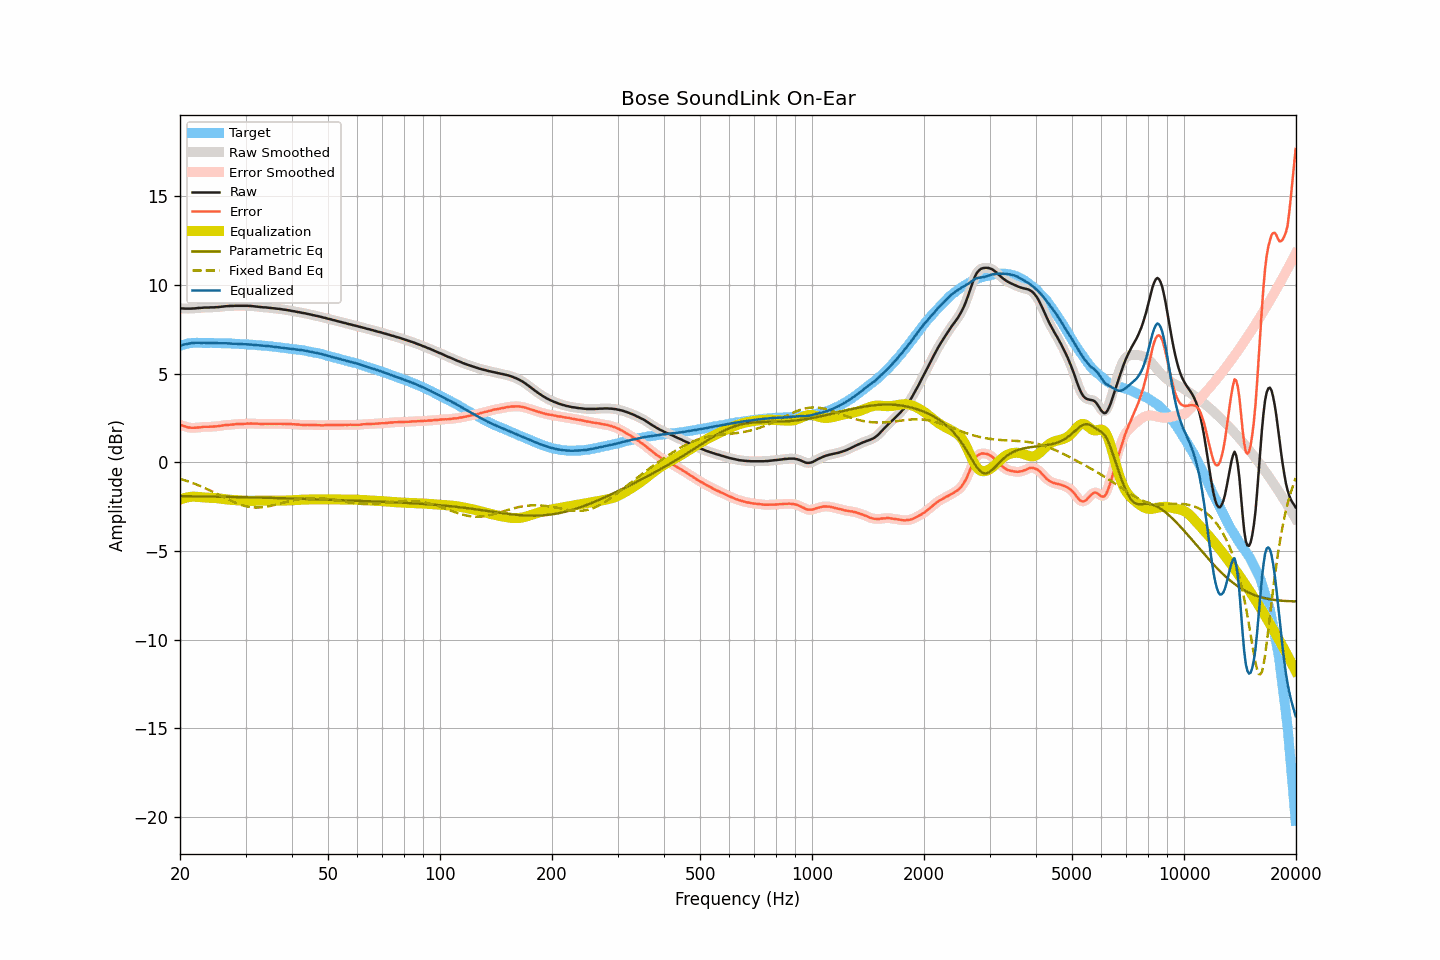 Bose SoundLink On-Ear
Target
Raw Smoothed
Error Smoothed
Raw
Error
Equalization
Parametric Eq
Fixed Band Eq
Equalized
15
10
5
0
−5
−10
−15
−20
Amplitude (dBr)
20 50 100 200 500 1000 2000 5000 10000 20000
Frequency (Hz)